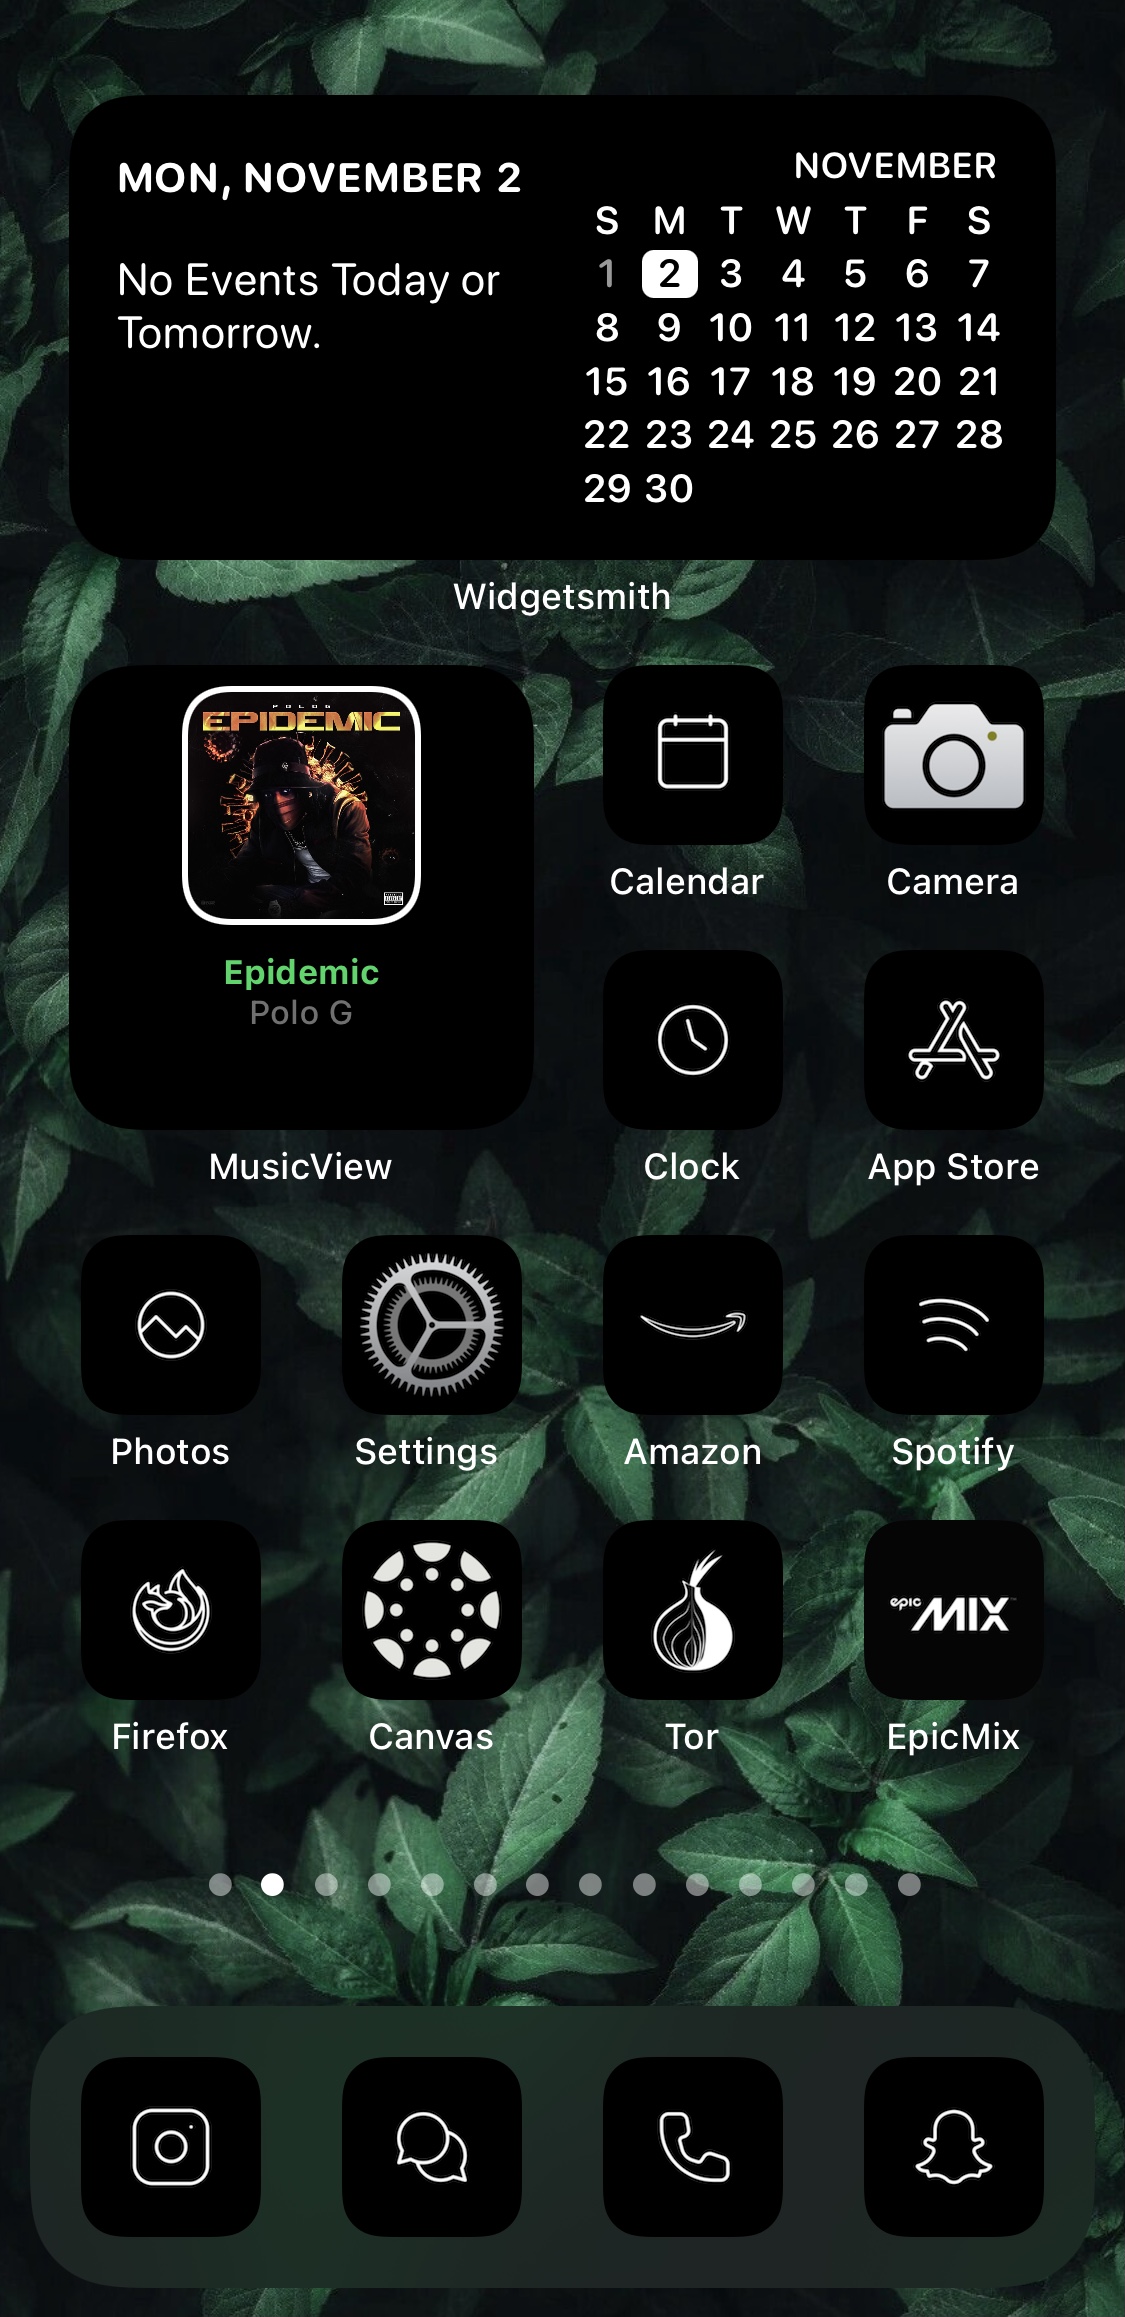 MON, NOVEMBER 2
No Events Today or
Tomorrow.
NOVEMBER
S M T W T F S
1 2 3 4 5 6 7
8 9 10 11 12 13 14
15 16 17 18 19 20 21
22 23 24 25 26 27 28
29 30
Widgetsmith
POLO G
EPIDEMIC
Epidemic
Polo G
MusicView
Calendar
Camera
Clock
App Store
Photos
Settings
Amazon
Spotify
epic MIX
Firefox
Canvas
Tor
EpicMix